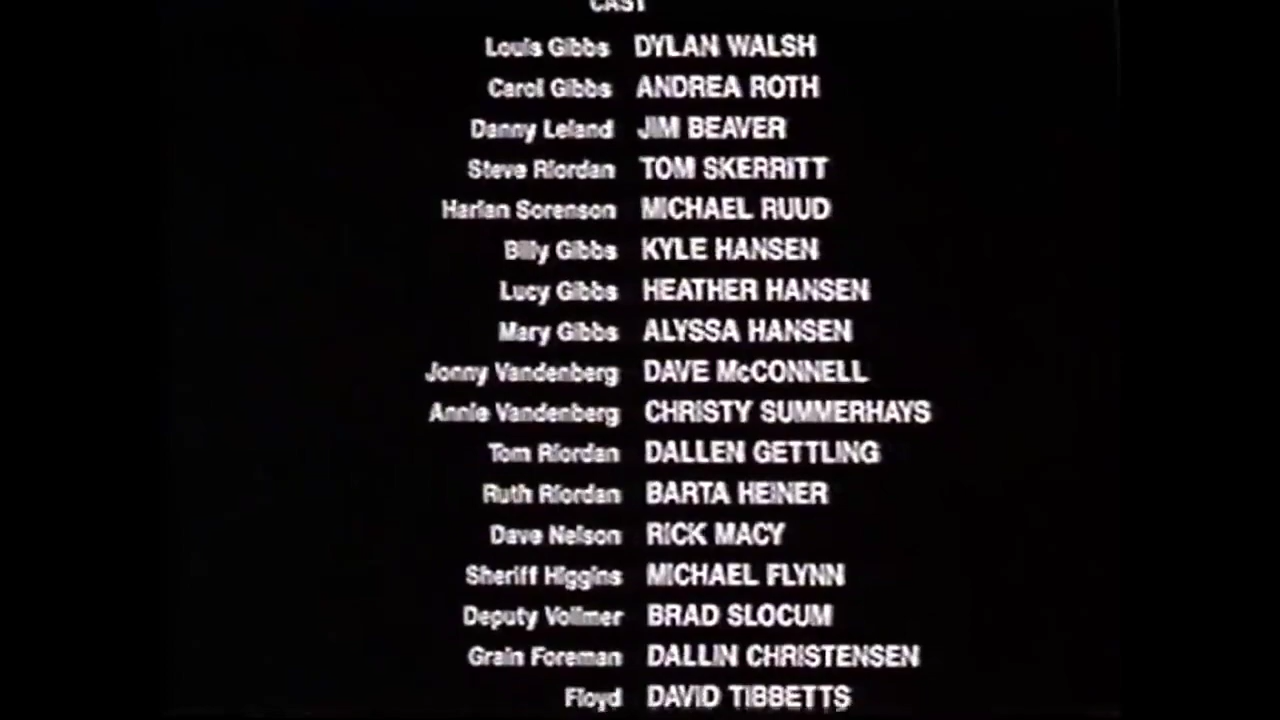 CAST
Louis Gibbs DYLAN WALSH
Carol Gibbs ANDREA ROTH
Danny Leland JIM BEAVER
Steve Riordan TOM SKERRITT
Harlan Sorenson MICHAEL RUUD
Billy Gibbs KYLE HANSEN
Lucy Gibbs HEATHER HANSEN
Mary Gibbs ALYSSA HANSEN
Jonny Vandenberg DAVE McCONNELL
Annie Vandenberg CHRISTY SUMMERHAYS
Tom Riordan DALLEN GETTLING
Ruth Riordan BARTA HEINER
Dave Nelson RICK MACY
Sheriff Higgins MICHAEL FLYNN
Deputy Vollmer BRAD SLOCUM
Grain Foreman DALLIN CHRISTENSEN
Floyd DAVID TIBBETTS